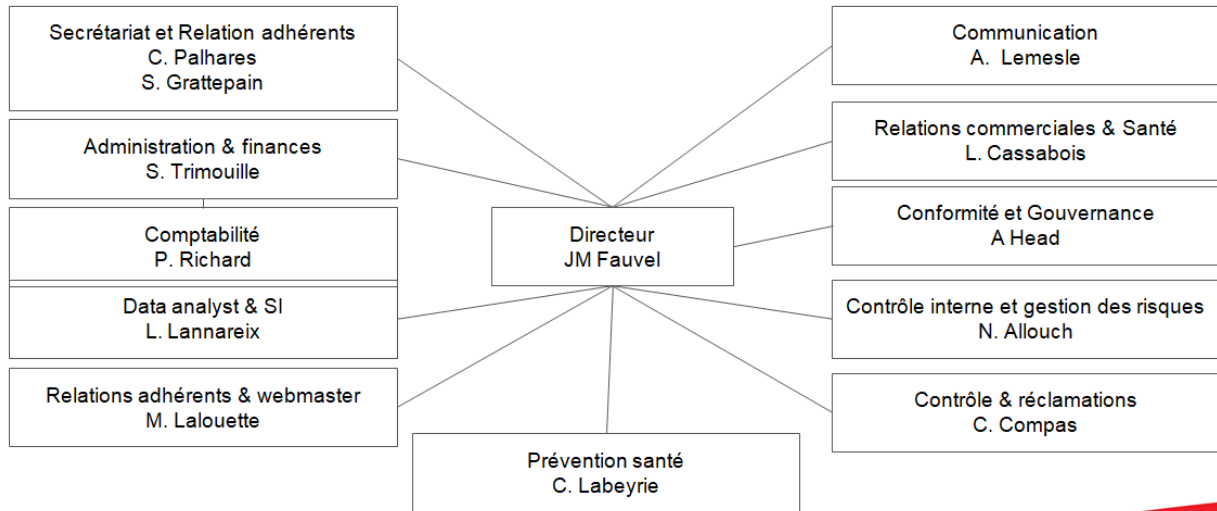 Secrétariat et Relation adhérents
C. Palhares
S. Grattepain
Administration & finances
S. Trimouille
Comptabilité
P. Richard
Data analyst & SI
L. Lannareix
Relations adhérents & webmaster
M. Lalouette
Directeur
JM Fauvel
Prévention santé
C. Labeyrie
Communication
A. Lemesle
Relations commerciales & Santé
L. Cassabois
Conformité et Gouvernance
A Head
Contrôle interne et gestion des risques
N. Allouch
Contrôle & réclamations
C. Compas